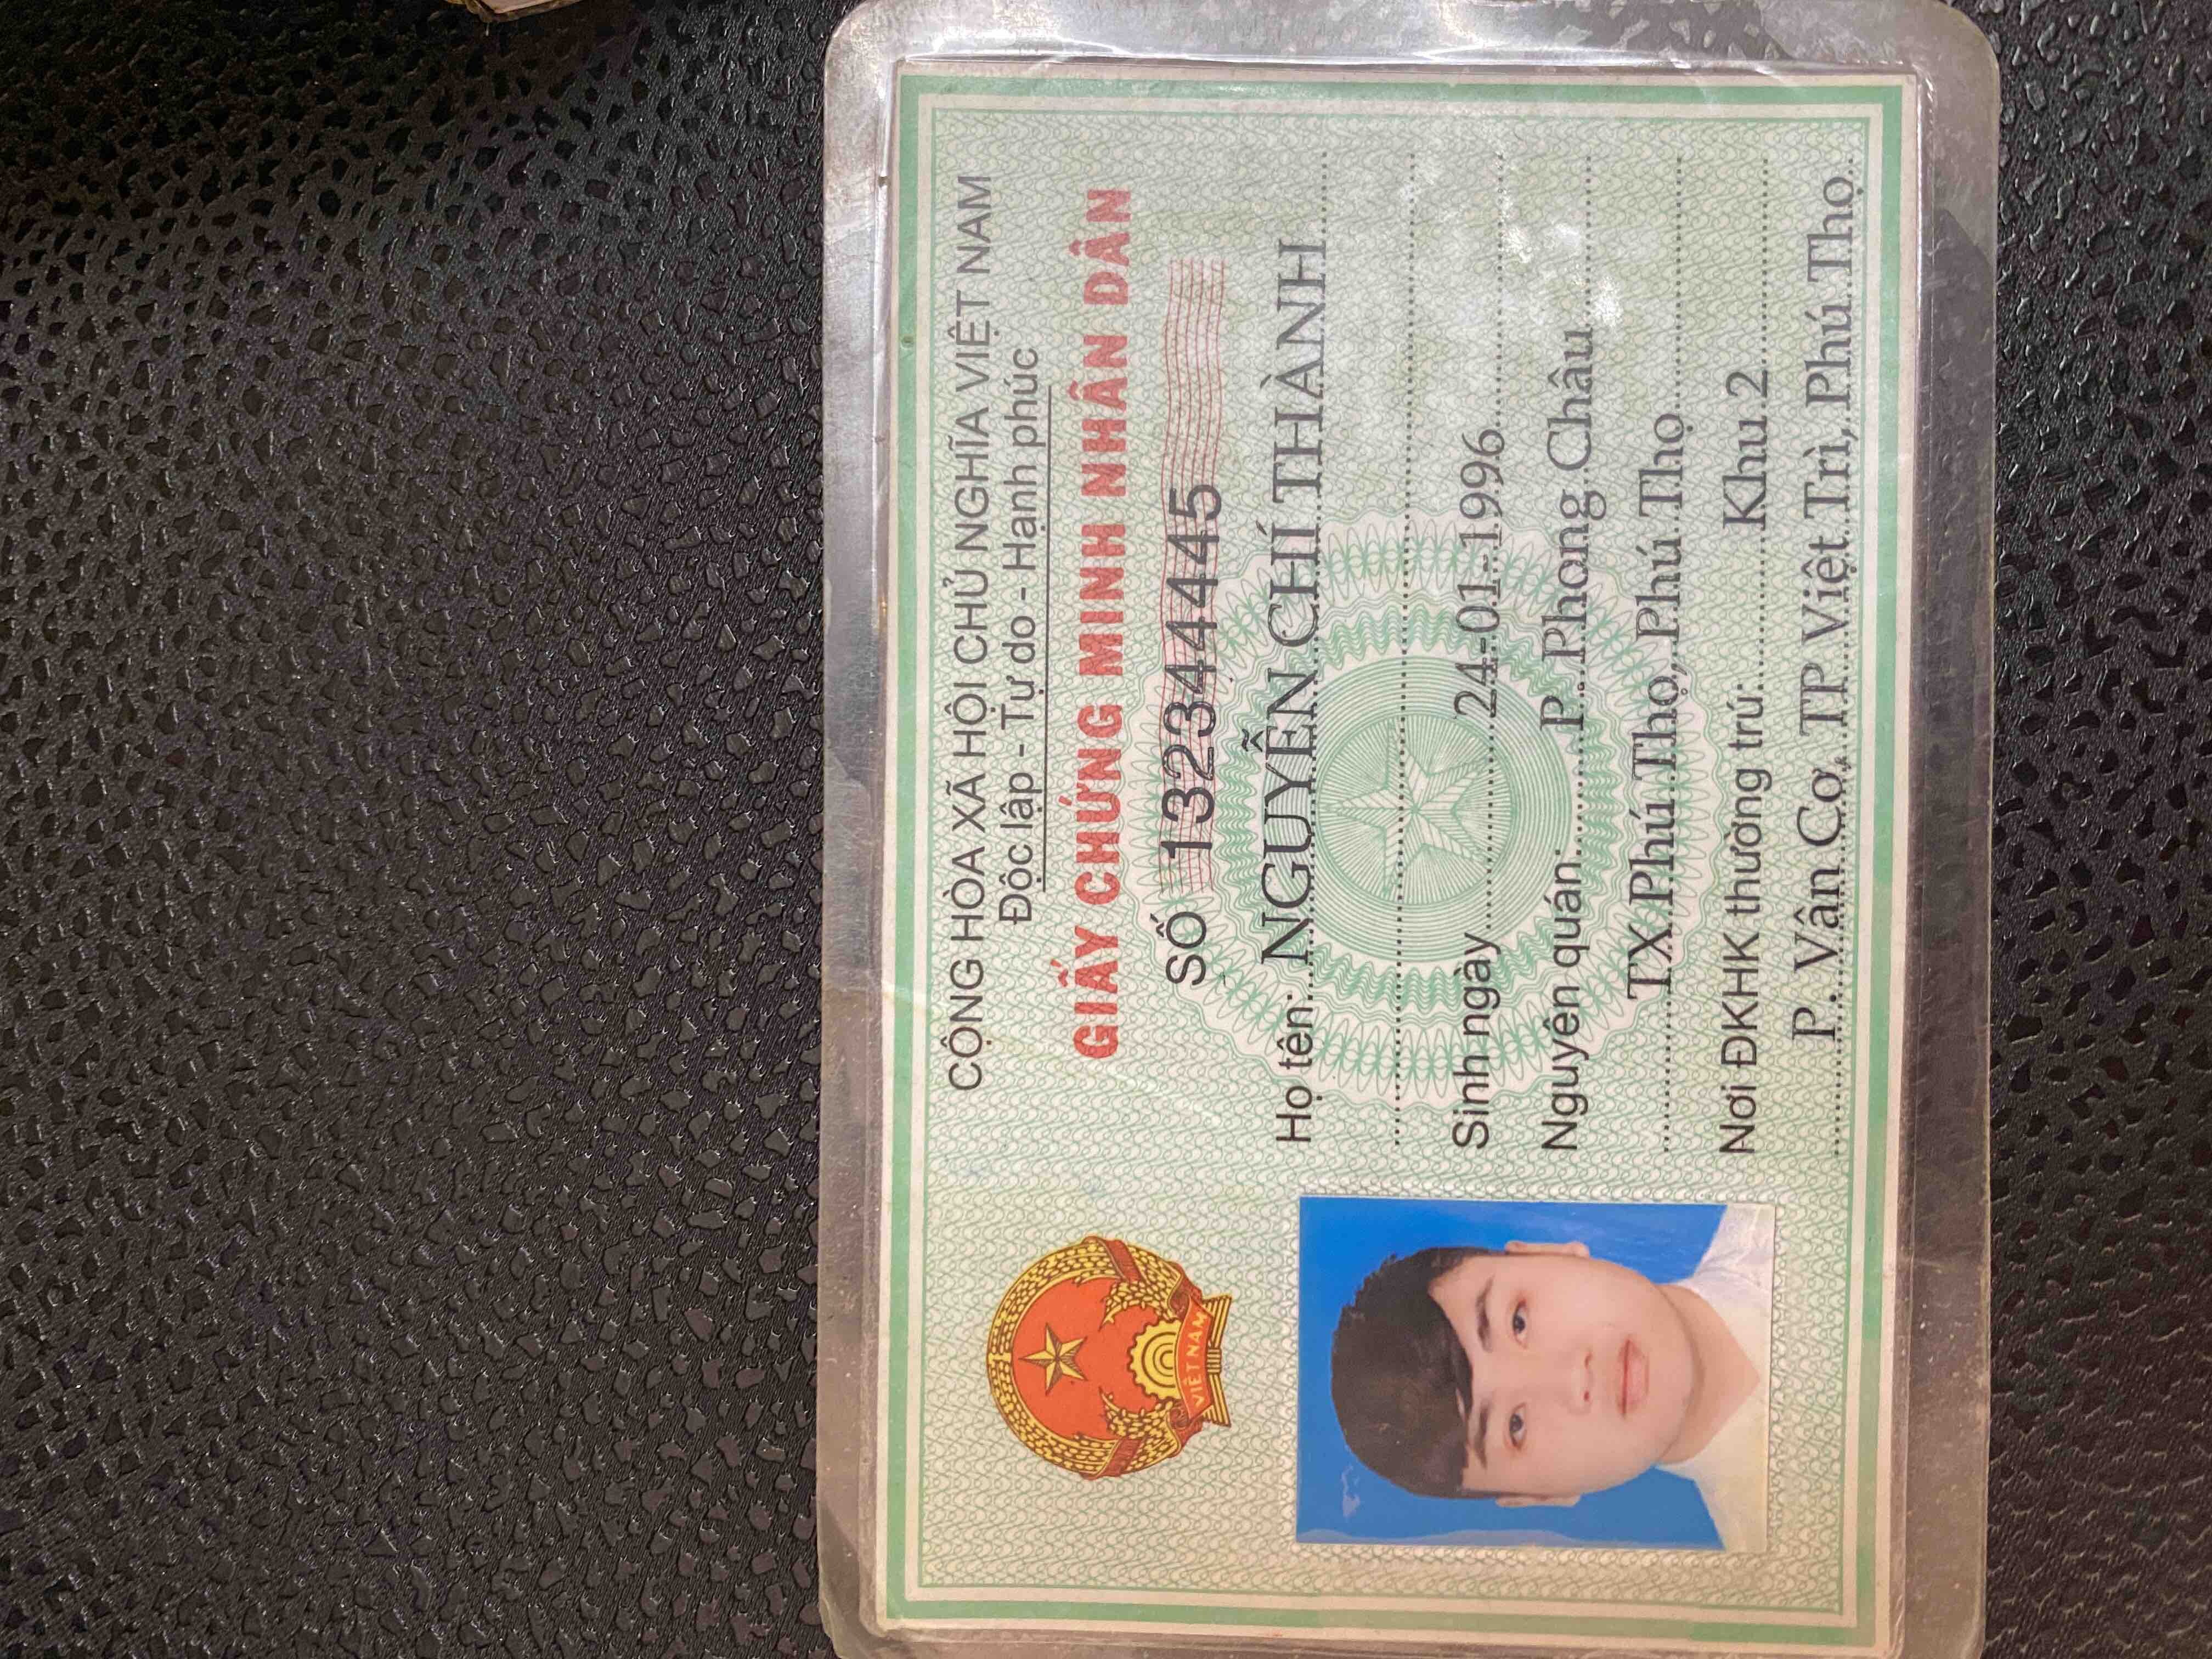 CỘNG HÒA XÃ HỘI CHỦ NGHĨA VIỆT NAM
Độc lập - Tự do - Hạnh phúc
GIẤY CHỨNG MINH NHÂN DÂN
SỐ 132344445
Họ tên: NGUYỄN CHÍ THÀNH
Sinh ngày 24-01-1996
Nguyên quán: P. Phong Châu
TX Phú Thọ, Phú Thọ
Nơi ĐKHK thường trú: Khu 2
P. Vân Cơ, TP Việt Trì, Phú Thọ
VIỆT NAM